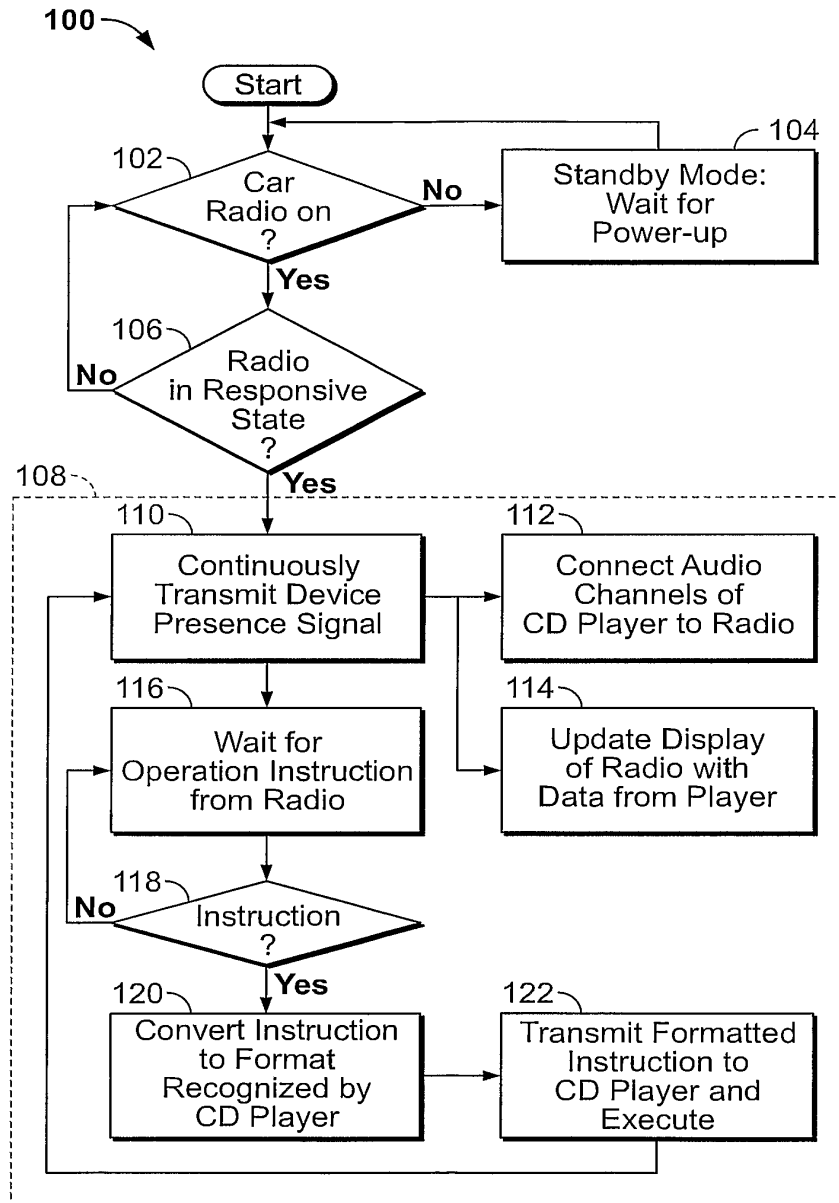 100
Start
102
Car
Radio on
?
No
104
Standby Mode:
Wait for
Power-up
Yes
106
Radio
in Responsive
State
?
No
Yes
108
110
Continuously
Transmit Device
Presence Signal
112
Connect Audio
Channels of
CD Player to Radio
114
Update Display
of Radio with
Data from Player
116
Wait for
Operation Instruction
from Radio
118
Instruction
?
No
Yes
120
Convert Instruction
to Format
Recognized by
CD Player
122
Transmit Formatted
Instruction to
CD Player and
Execute